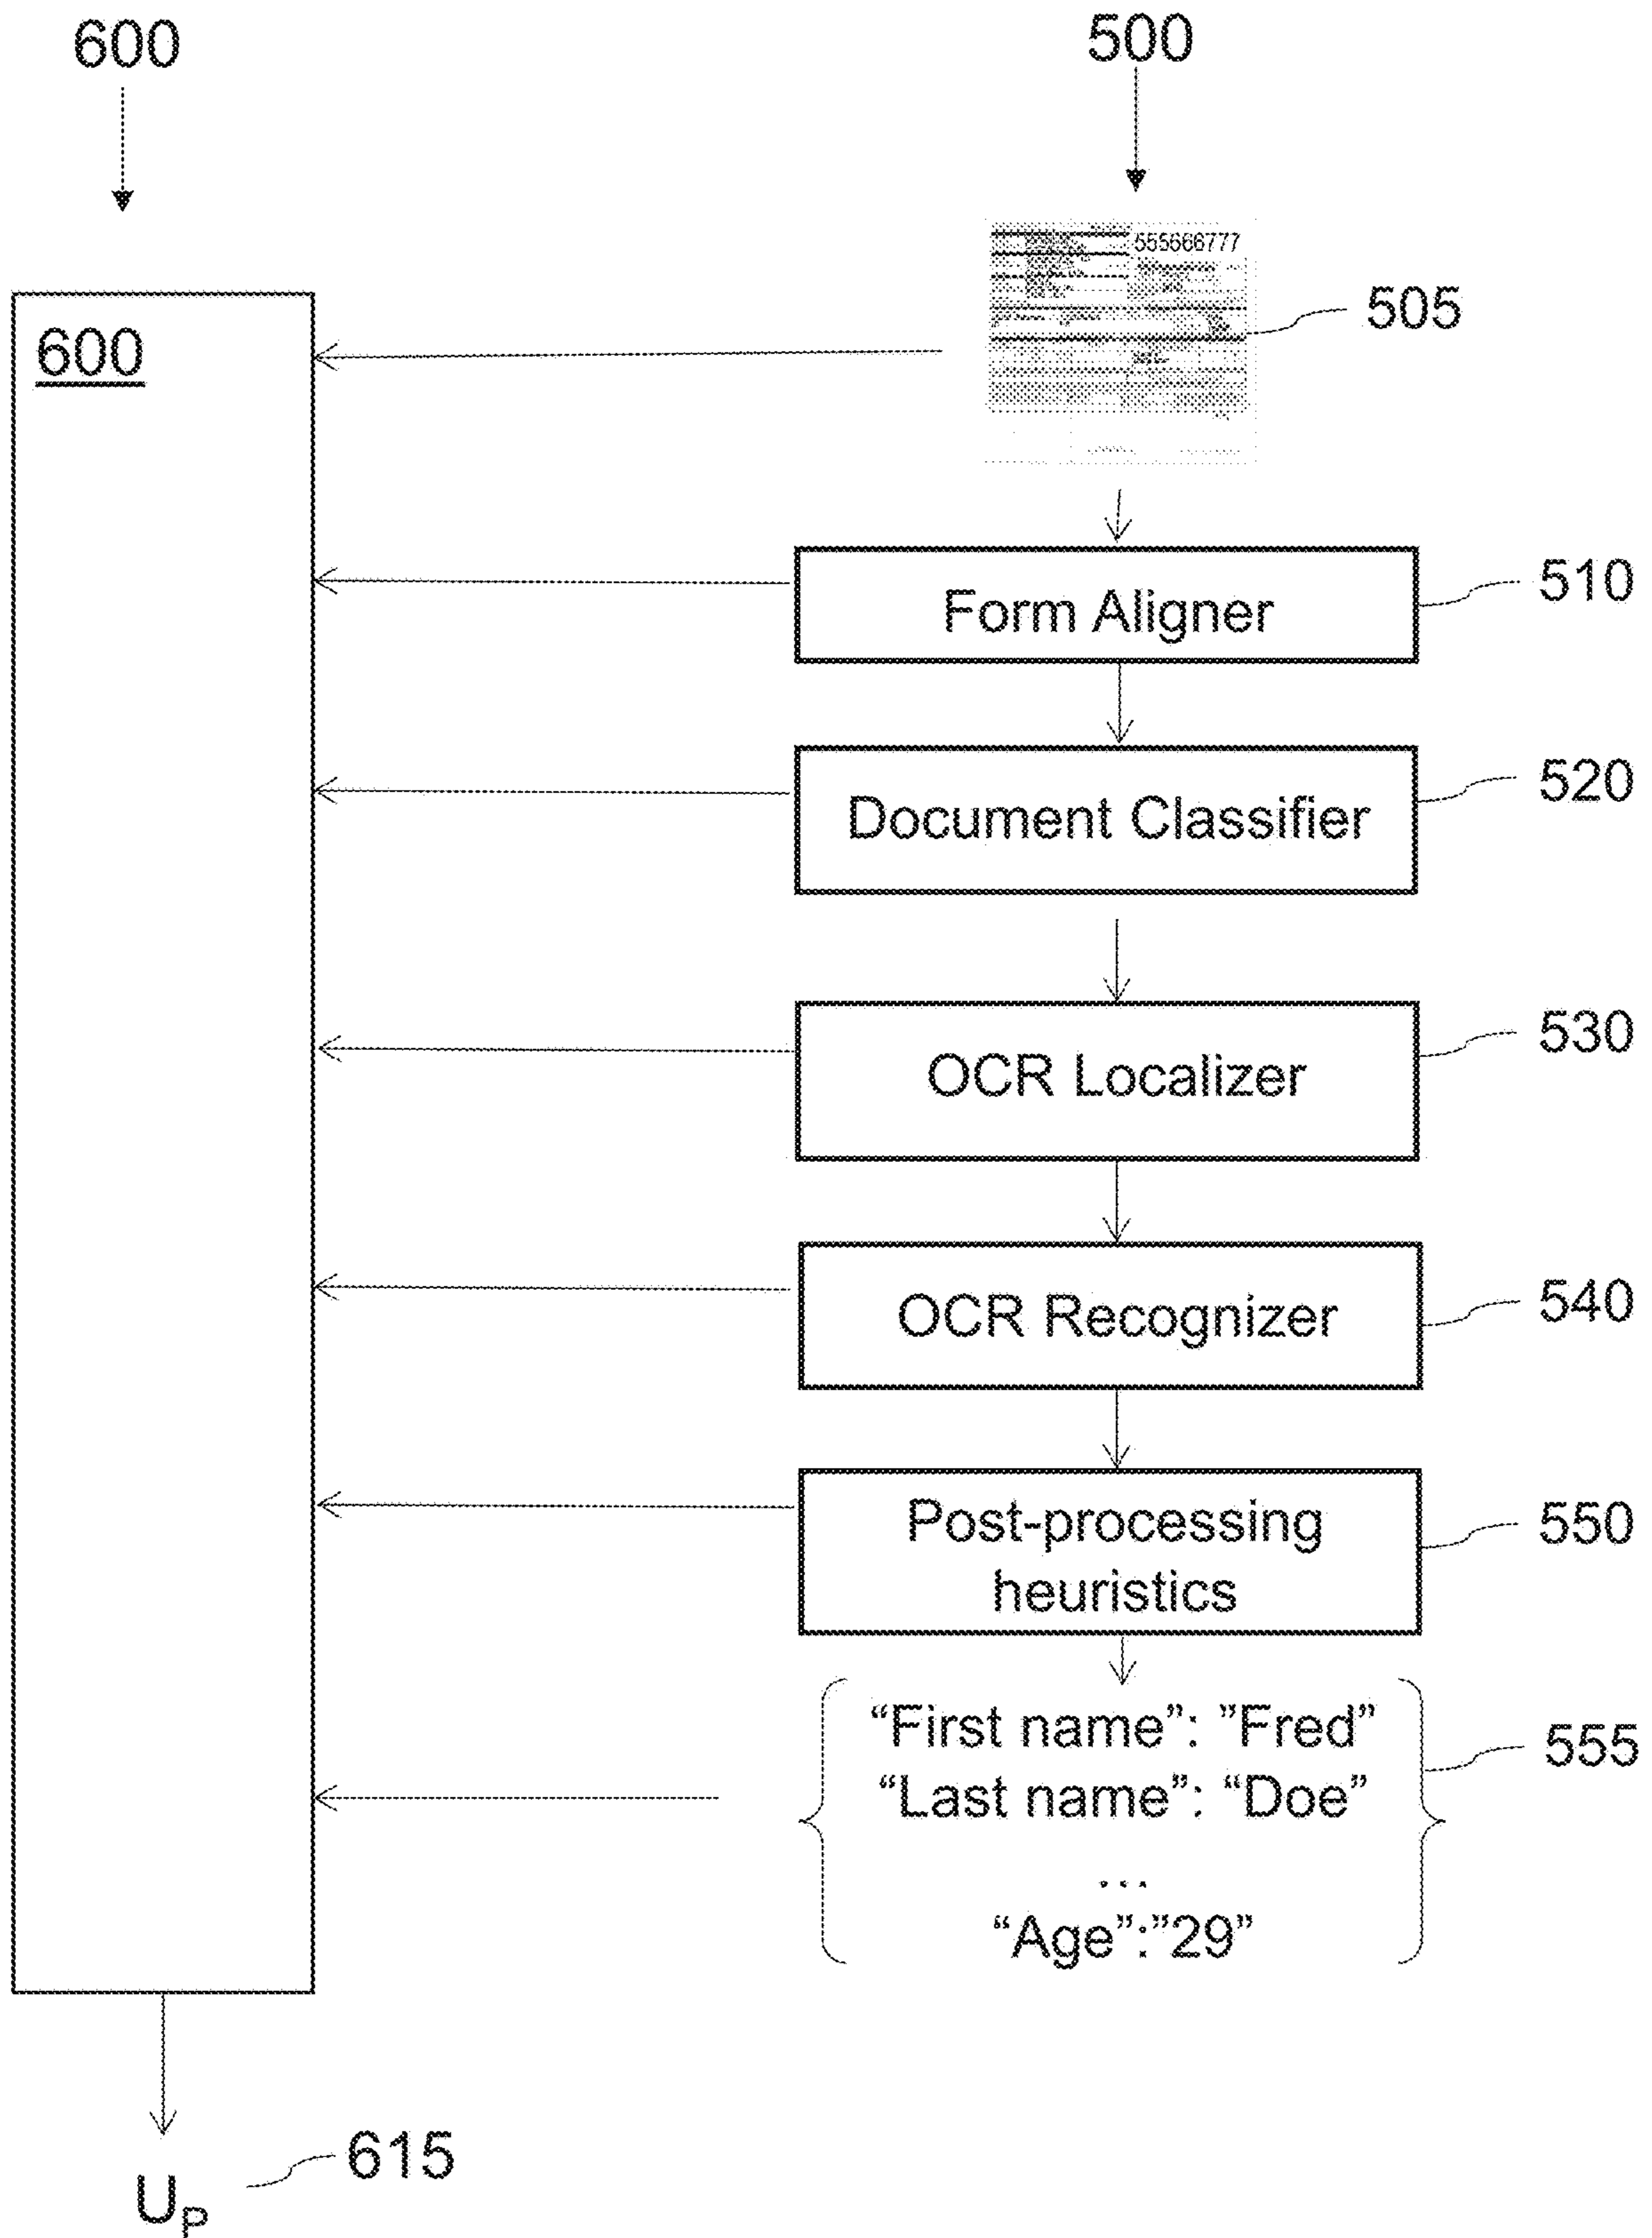 600
500
555666777
505
600
Form Aligner
510
Document Classifier
520
OCR Localizer
530
OCR Recognizer
540
Post-processing
heuristics
550
“First name”: ”Fred”
“Last name”: “Doe”
...
“Age”:”29”
555
615
UP